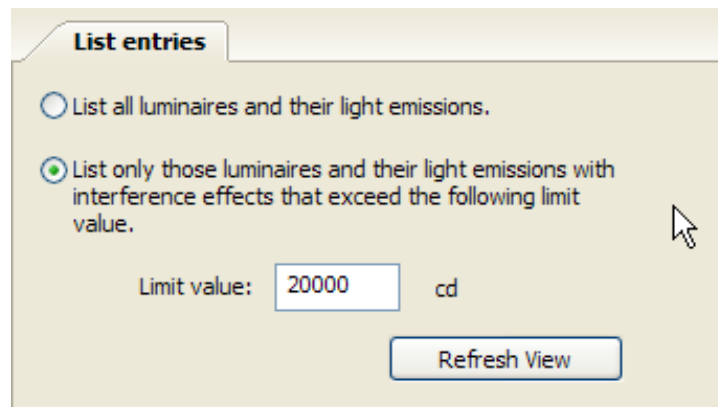 List entries
List all luminaires and their light emissions.
List only those luminaires and their light emissions with
interference effects that exceed the following limit
value.
Limit value: 20000 cd
Refresh View